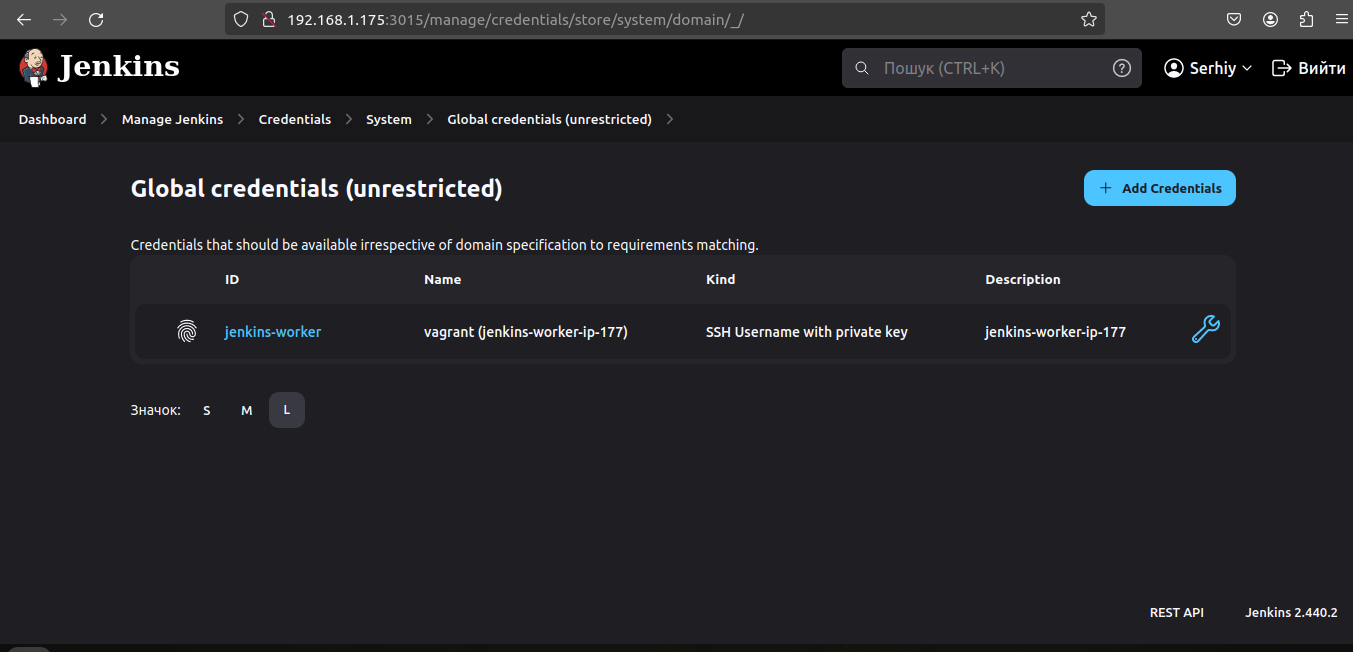 192.168.1.175:3015/manage/credentials/store/system/domain/_/
Jenkins
Пошук (CTRL+K)
Serhiy
Вийти
Dashboard
Manage Jenkins
Credentials
System
Global credentials (unrestricted)
Global credentials (unrestricted)
Add Credentials
Credentials that should be available irrespective of domain specification to requirements matching.
ID Name Kind Description
jenkins-worker vagrant (jenkins-worker-ip-177) SSH Username with private key jenkins-worker-ip-177
Значок: S M L
REST API Jenkins 2.440.2